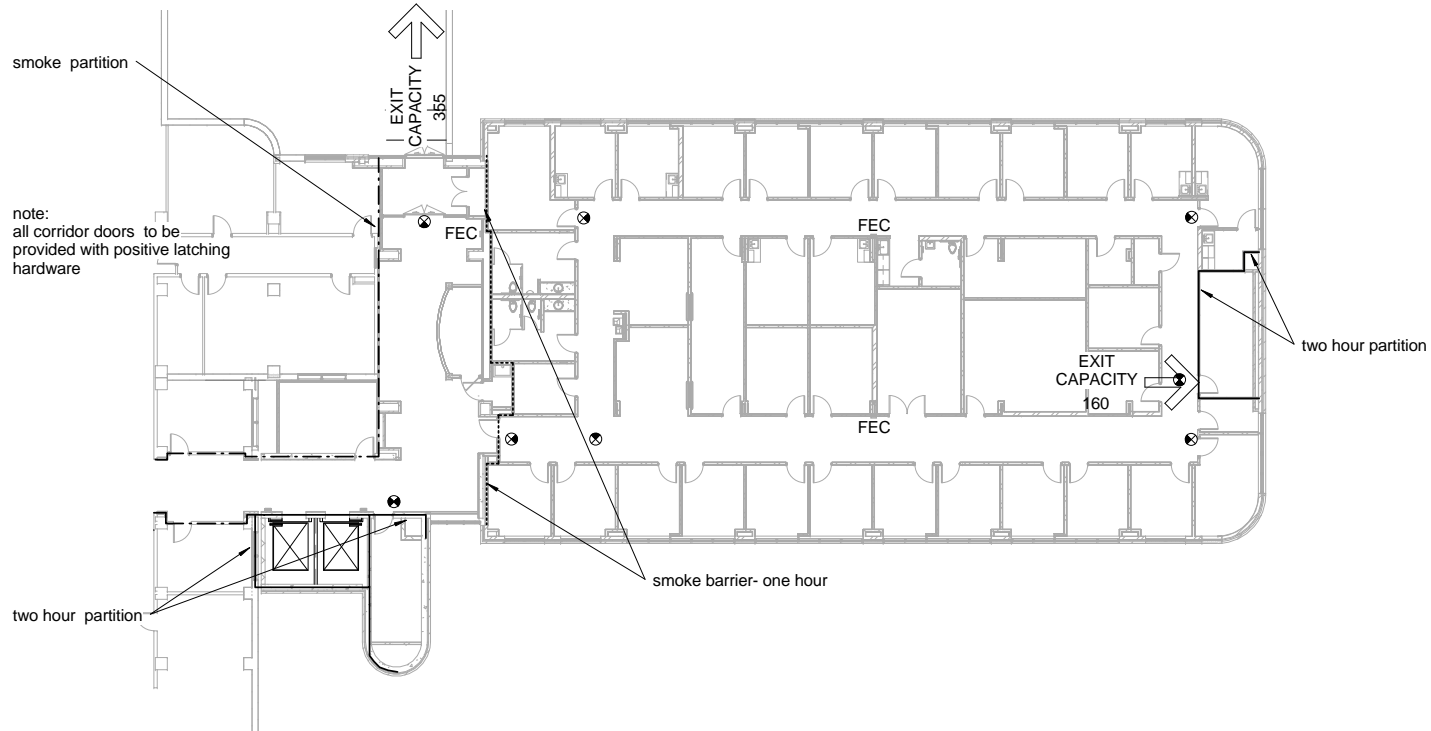 smoke partition
EXIT
CAPACITY
355
note:
all corridor doors to be
provided with positive latching
hardware
FEC
FEC
two hour partition
EXIT
CAPACITY
160
FEC
smoke barrier- one hour
two hour partition